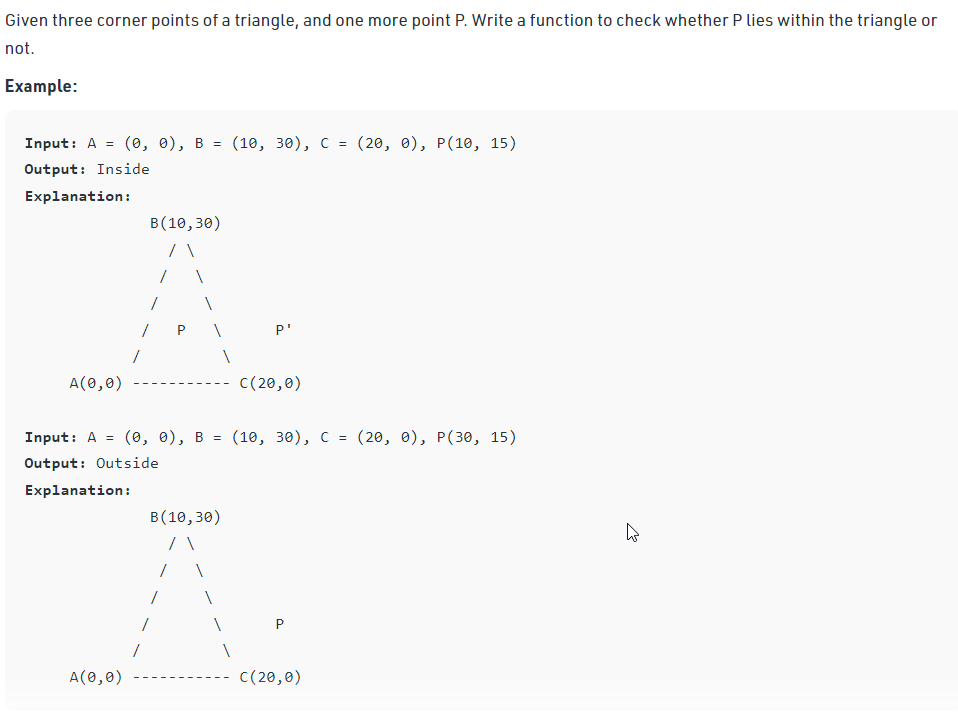 Given three corner points of a triangle, and one more point P. Write a function to check whether P lies within the triangle or
not.
Example:
Input: A = (0, 0), B = (10, 30), C = (20, 0), P(10, 15)
Output: Inside
Explanation:
              B(10,30)
                / \
               /   \
              /     \
             /   P   \      P'
            /         \
     A(0,0) ----------- C(20,0)
Input: A = (0, 0), B = (10, 30), C = (20, 0), P(30, 15)
Output: Outside
Explanation:
              B(10,30)
                / \
               /   \
              /     \
             /       \      P
            /         \
     A(0,0) ----------- C(20,0)